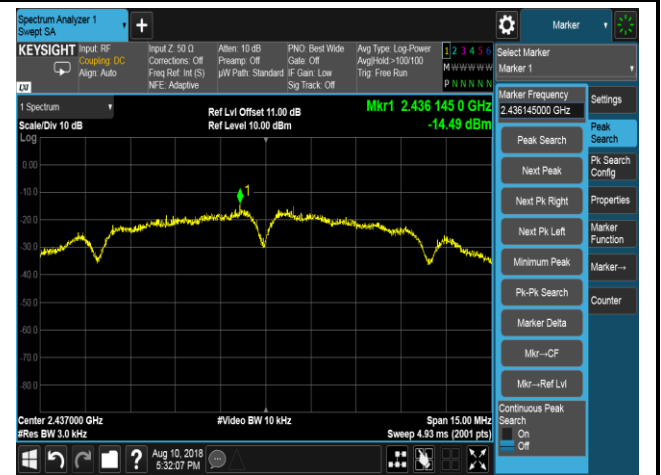 Spectrum Analyzer 1
Swept SA
Marker
KEYSIGHT
Input: RF
Coupling: DC
Align: Auto
Input Z: 50 Ω
Corrections: Off
Freq Ref: Int (S)
NFE: Adaptive
Atten: 10 dB
Preamp: Off
µW Path: Standard
PNO: Best Wide
Gate: Off
IF Gain: Low
Sig Track: Off
Avg Type: Log-Power
Avg|Hold:>100/100
Trig: Free Run
1 2 3 4 5 6
M W W W W W
P N N N N N
LXI
Select Marker
Marker 1
1 Spectrum
Scale/Div 10 dB
Log
Ref Lvl Offset 11.00 dB
Ref Level 10.00 dBm
Mkr1 2.436 145 0 GHz
-14.49 dBm
0.00
-10.0
-20.0
-30.0
-40.0
-50.0
-60.0
-70.0
-80.0
1
Center 2.437000 GHz
#Res BW 3.0 kHz
#Video BW 10 kHz
Span 15.00 MHz
Sweep 4.93 ms (2001 pts)
Marker Frequency
2.436145000 GHz
Peak Search
Next Peak
Next Pk Right
Next Pk Left
Minimum Peak
Pk-Pk Search
Marker Delta
Mkr→CF
Mkr→Ref Lvl
Continuous Peak
Search
On
Off
Settings
Peak
Search
Pk Search
Config
Properties
Marker
Function
Marker→
Counter
?
Aug 10, 2018
5:32:07 PM